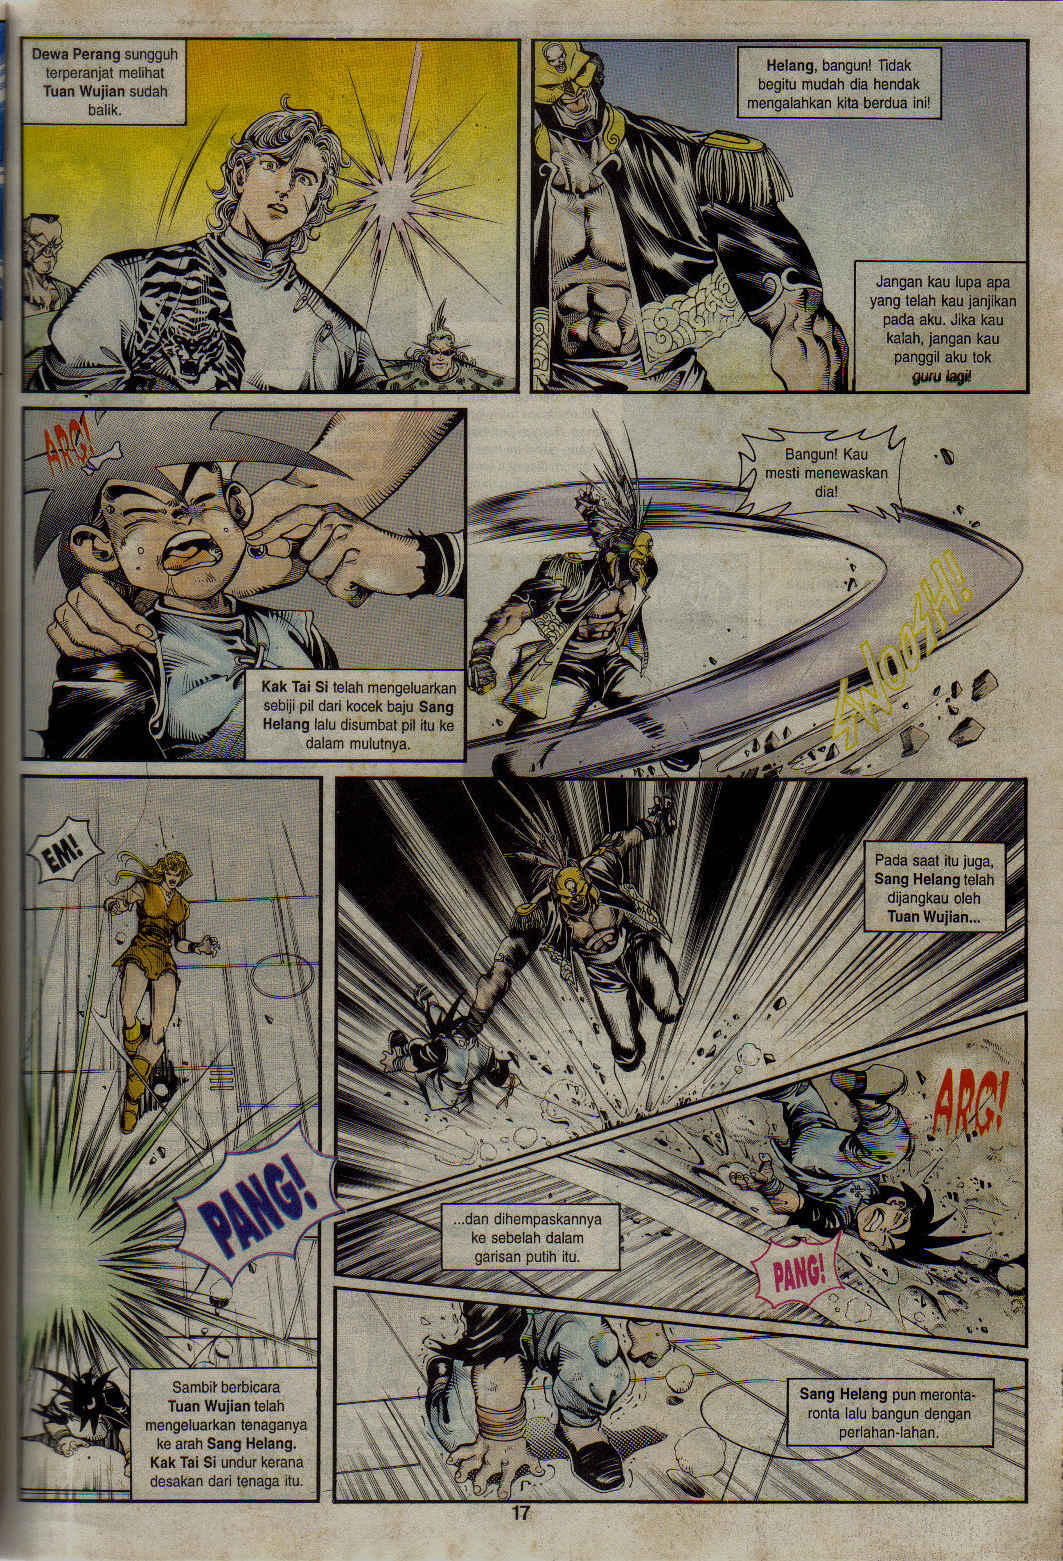 Dewa Perang sungguh
terperanjat melihat
Tuan Wujian sudah
balik.
Helang, bangun! Tidak
begitu mudah dia hendak
mengalahkan kita berdua ini!
Jangan kau lupa apa
yang telah kau janjikan
pada aku. Jika kau
kalah, jangan kau
panggil aku tok
guru lagi!
ARG!
Kak Tai Si telah mengeluarkan
sebiji pil dari kocek baju Sang
Helang lalu disumbat pil itu ke
dalam mulutnya.
Bangun! Kau
mesti menewaskan
dia!
SWOOSH!
EM!
PANG!
Sambil berbicara
Tuan Wujian telah
mengeluarkan tenaganya
ke arah Sang Helang.
Kak Tai Si undur kerana
desakan dari tenaga itu.
Pada saat itu juga,
Sang Helang telah
dijangkau oleh
Tuan Wujian...
ARG!
...dan dihempaskannya
ke sebelah dalam
garisan putih itu.
PANG!
Sang Helang pun meronta-
ronta lalu bangun dengan
perlahan-lahan.
17